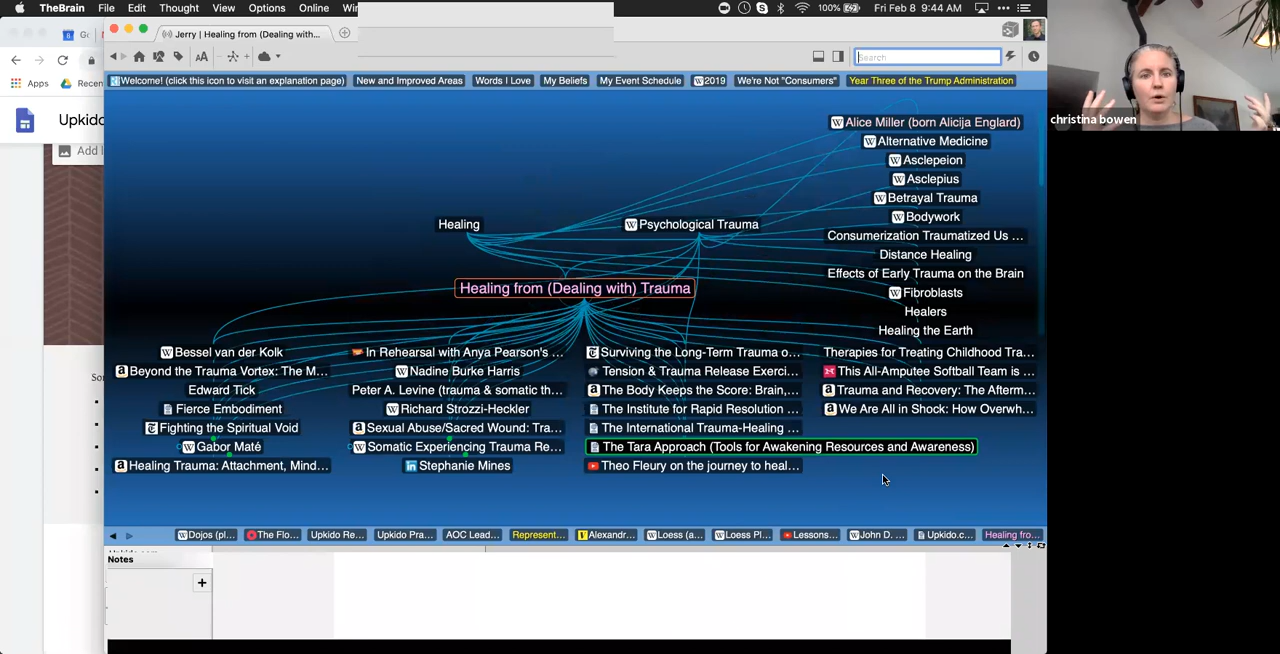 TheBrain File Edit Thought View Options Online Wir
100% Fri Feb 8 9:44 AM
Jerry | Healing from (Dealing with)...
Search
Apps
Upkido
Welcome! (click this icon to visit an explanation page) New and Improved Areas Words I Love My Beliefs My Event Schedule 2019 We're Not "Consumers" Year Three of the Trump Administration
christina bowen
Alice Miller (born Alicija Englard)
Alternative Medicine
Asclepeion
Asclepius
Betrayal Trauma
Bodywork
Consumerization Traumatized Us ...
Distance Healing
Effects of Early Trauma on the Brain
Fibroblasts
Healers
Healing the Earth
Healing Psychological Trauma
Healing from (Dealing with) Trauma
Bessel van der Kolk
Beyond the Trauma Vortex: The M...
Edward Tick
Fierce Embodiment
Fighting the Spiritual Void
Gabor Maté
Healing Trauma: Attachment, Mind...
In Rehearsal with Anya Pearson's ...
Nadine Burke Harris
Peter A. Levine (trauma & somatic th...
Richard Strozzi-Heckler
Sexual Abuse/Sacred Wound: Tra...
Somatic Experiencing Trauma Re...
Stephanie Mines
Surviving the Long-Term Trauma o...
Tension & Trauma Release Exerci...
The Body Keeps the Score: Brain,...
The Institute for Rapid Resolution ...
The International Trauma-Healing ...
The Tara Approach (Tools for Awakening Resources and Awareness)
Theo Fleury on the journey to heal...
Therapies for Treating Childhood Tra...
This All-Amputee Softball Team is ...
Trauma and Recovery: The Afterm...
We Are All in Shock: How Overwh...
Dojos (pl... The Flo... Upkido Re... Upkido Pra... AOC Lead... Represent... Alexandr... Loess (a... Loess Pl... Lessons... John D. ... Upkido.c... Healing fro...
Notes
+